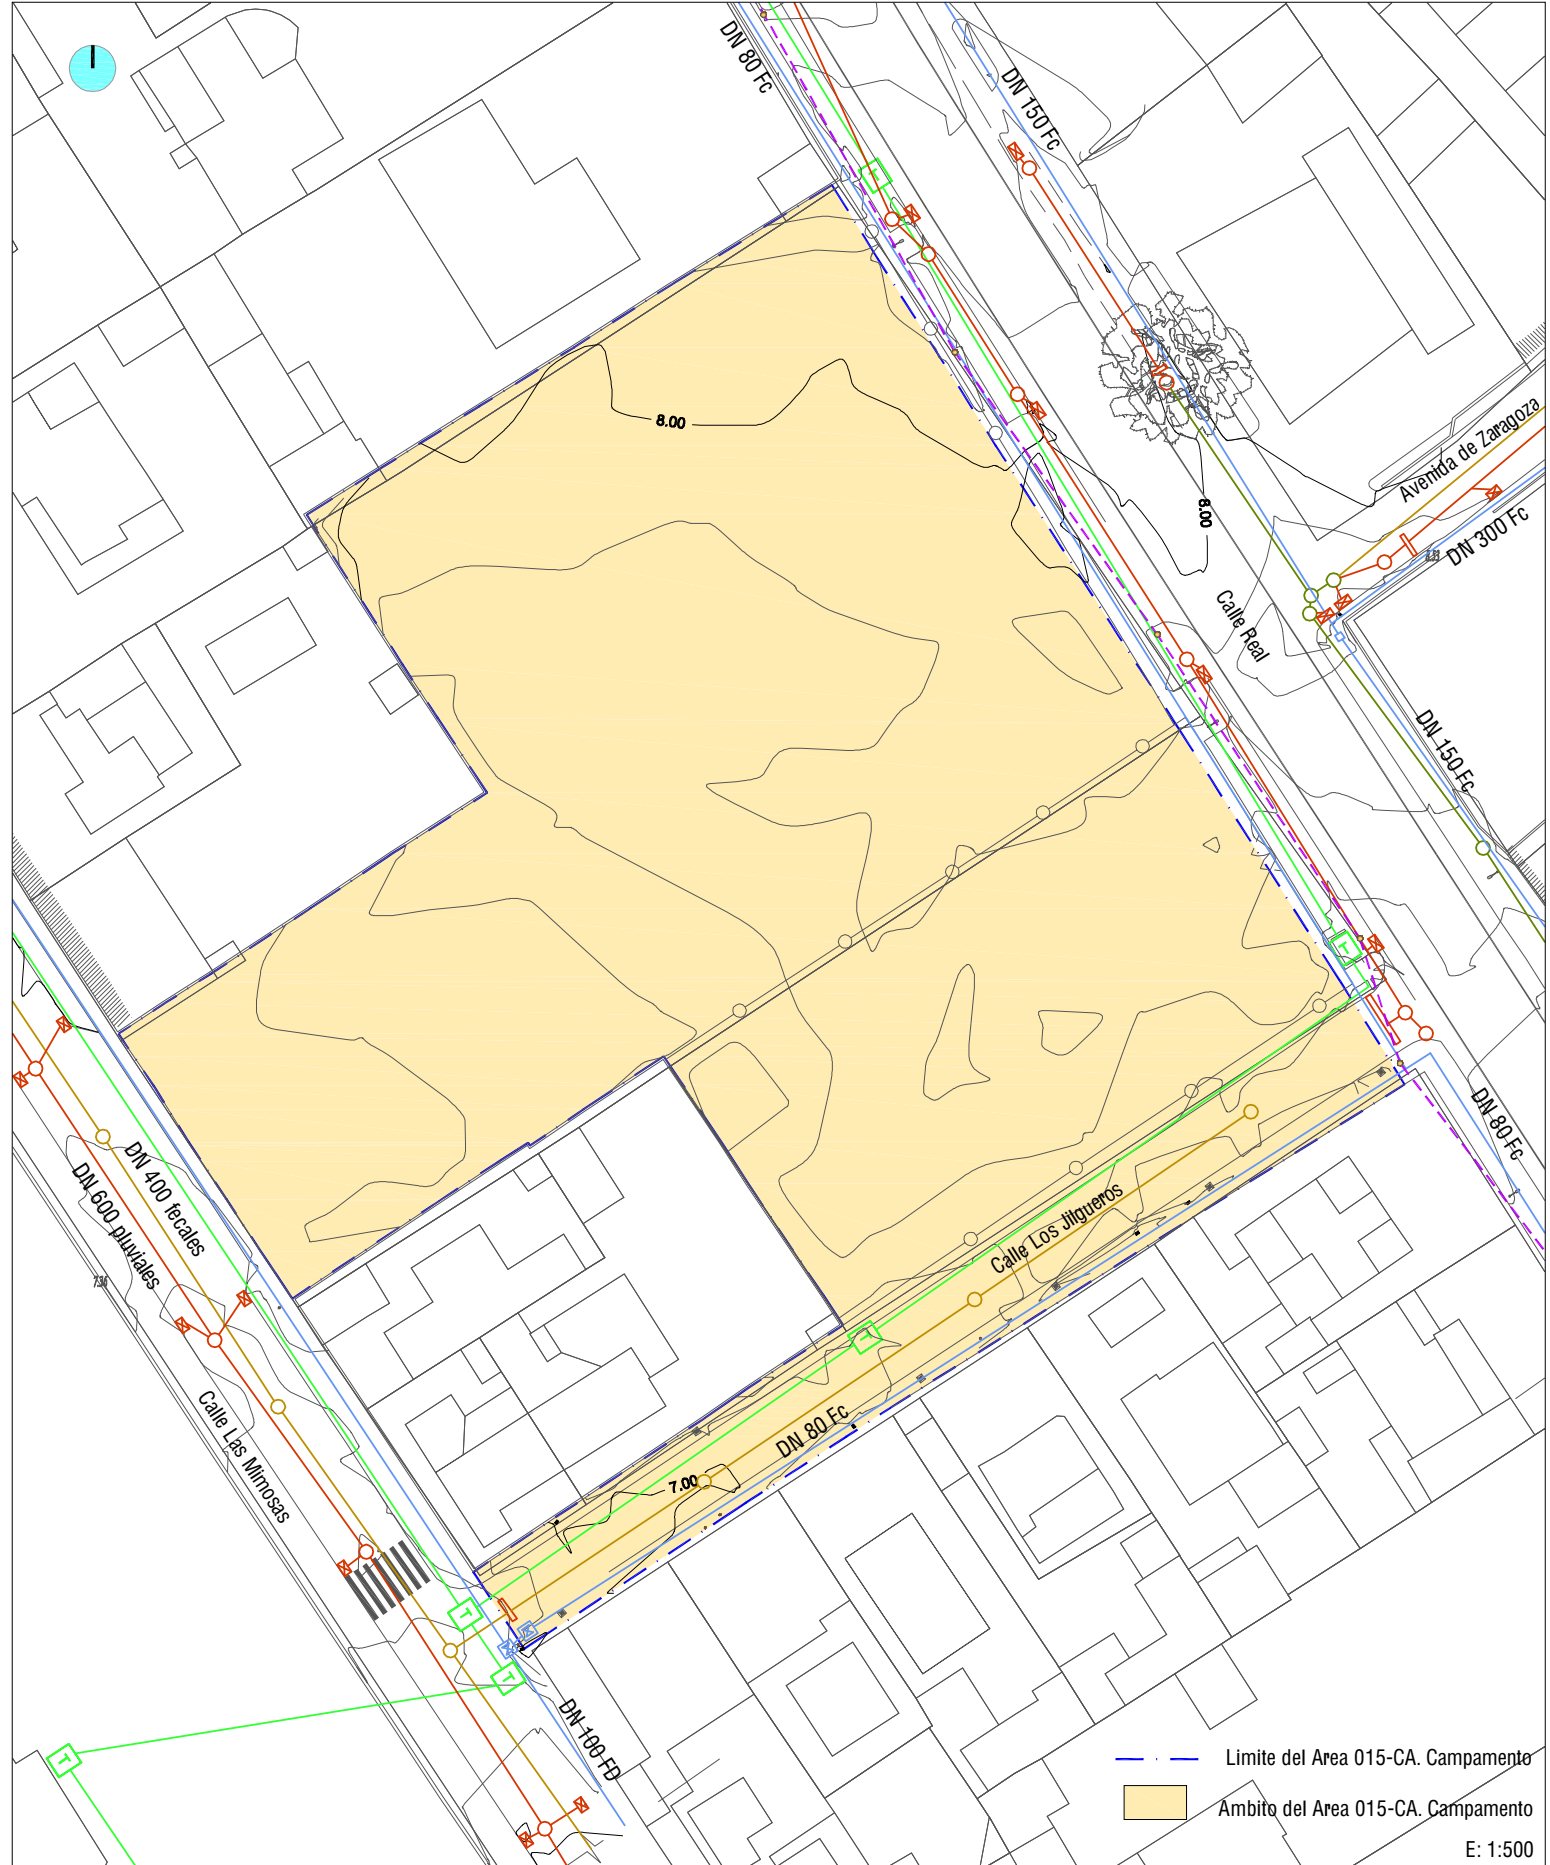 DN 80 Fc
DN 150 Fc
8.00
Avenida de Zaragoza
8.00
DN 300 Fc
Calle Real
DN 150 Fc
DN 80 Fc
DN 400 fecales
DN 600 pluviales
Calle Los Jilgueros
7.36
Calle Las Mimosas
DN 80 Fc
7.00
T
T
T
T
T
T
DN 100 FD
Limite del Area 015-CA. Campamento
Ambito del Area 015-CA. Campamento
E: 1:500